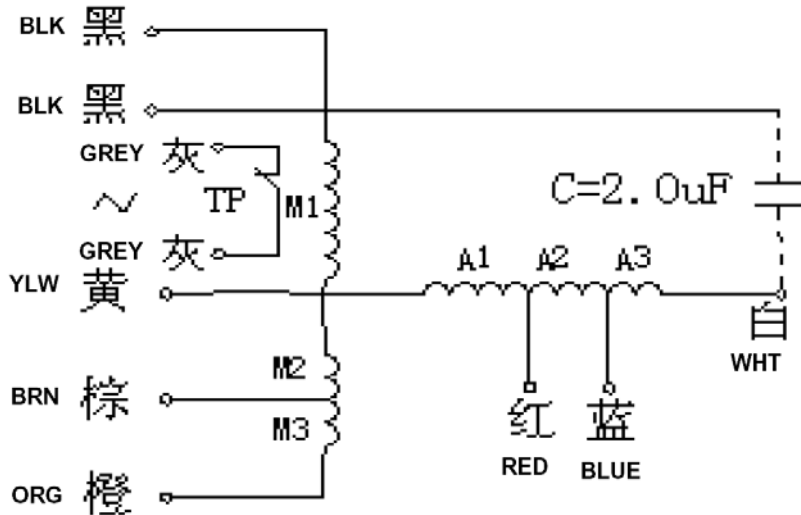 BLK 黑
BLK 黑
GREY 灰
TP
M1
C=2.0uF
GREY 灰
YLW 黄
A1 A2 A3
白
WHT
M2
BRN 棕
M3
红 蓝
RED BLUE
ORG 橙